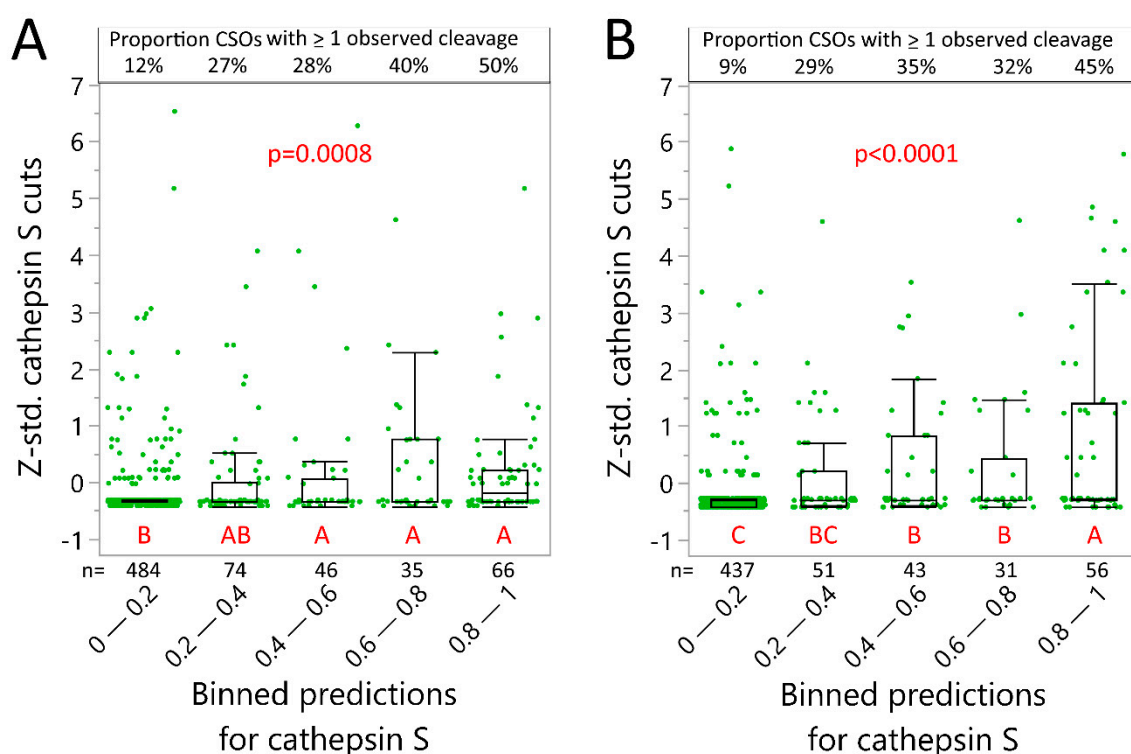 A
Proportion CSOs with ≥ 1 observed cleavage
12% 27% 28% 40% 50%
7
6
5
4
3
2
1
0
-1
Z-std. cathepsin S cuts
p=0.0008
B AB A A A
n= 484 74 46 35 66
0 — 0.2
0.2 — 0.4
0.4 — 0.6
0.6 — 0.8
0.8 — 1
Binned predictions
for cathepsin S
B
Proportion CSOs with ≥ 1 observed cleavage
9% 29% 35% 32% 45%
7
6
5
4
3
2
1
0
-1
Z-std. cathepsin S cuts
p<0.0001
C BC B B A
n= 437 51 43 31 56
0 — 0.2
0.2 — 0.4
0.4 — 0.6
0.6 — 0.8
0.8 — 1
Binned predictions
for cathepsin S